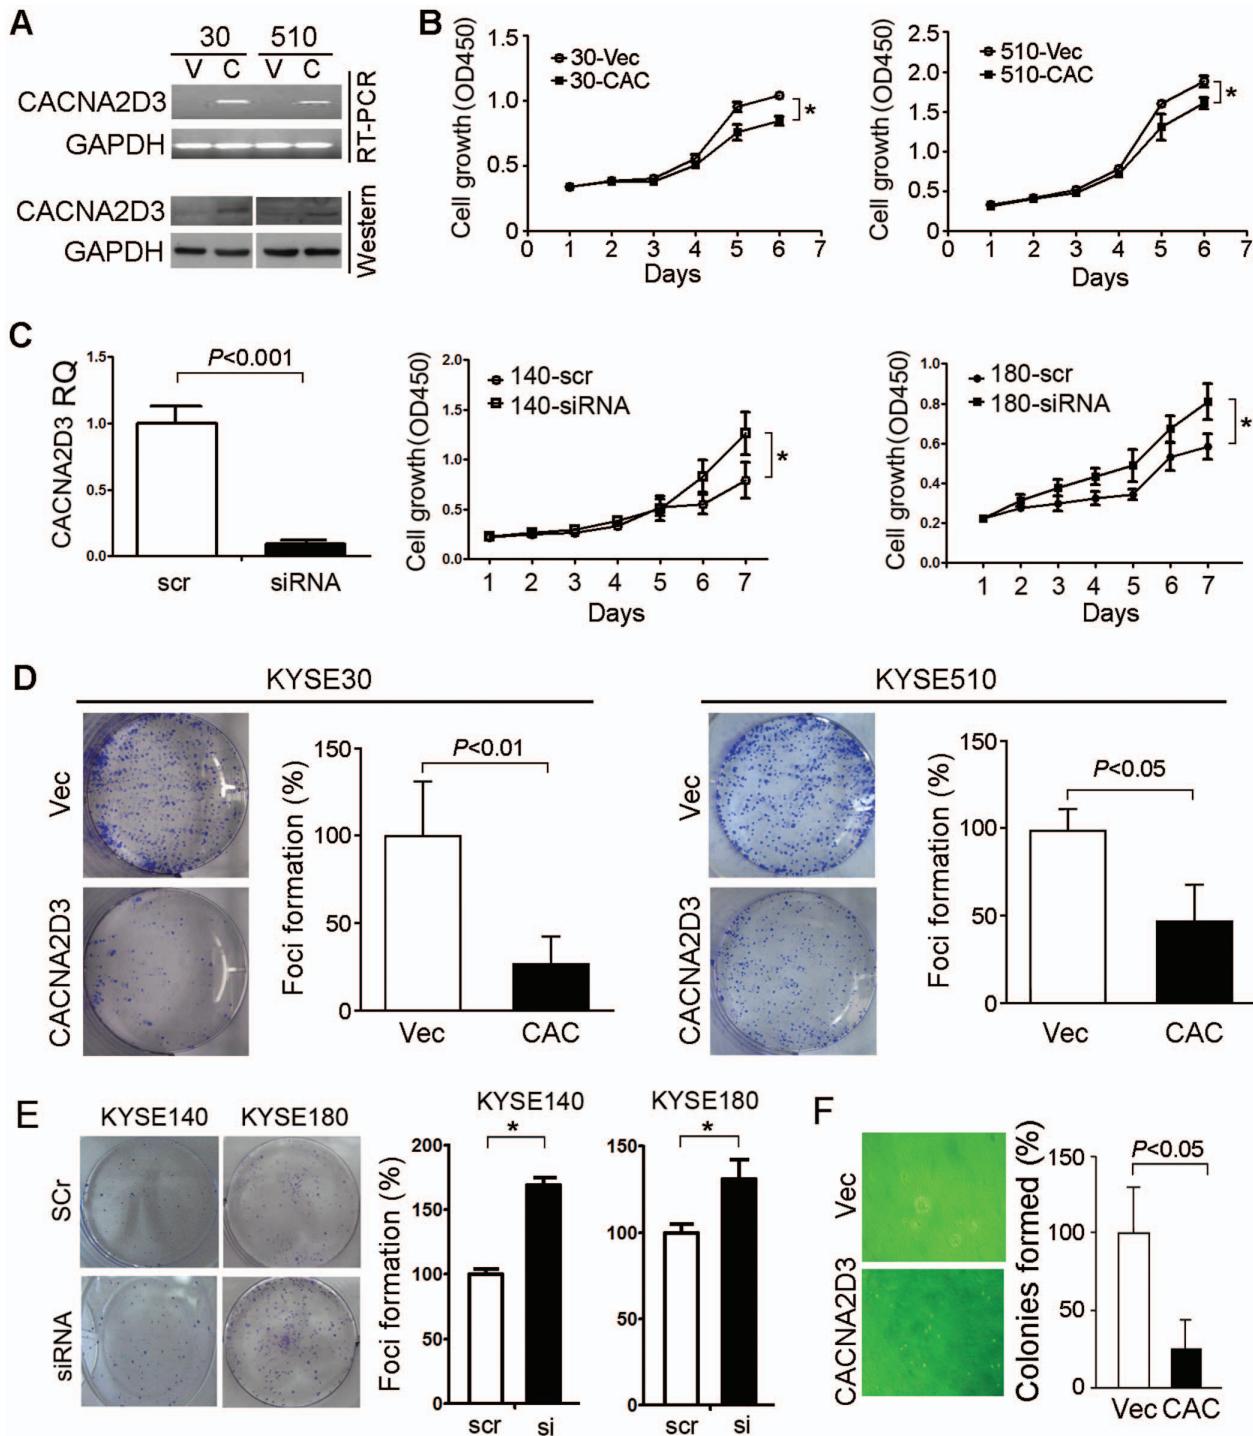 A
30 510
V C V C
CACNA2D3
GAPDH
RT-PCR
CACNA2D3
GAPDH
Western
B
Cell growth(OD450)
1.5
1.0
0.5
0
30-Vec
30-CAC
*
0 1 2 3 4 5 6 7
Days
Cell growth(OD450)
2.5
2.0
1.5
1.0
0.5
0
510-Vec
510-CAC
*
0 1 2 3 4 5 6 7
Days
C
CACNA2D3 RQ
1.5
1.0
0.5
0.0
P<0.001
scr siRNA
Cell growth(OD450)
2.0
1.5
1.0
0.5
0.0
140-scr
140-siRNA
*
1 2 3 4 5 6 7
Days
Cell growth(OD450)
1.0
0.8
0.6
0.4
0.2
0.0
180-scr
180-siRNA
*
1 2 3 4 5 6 7
Days
D
KYSE30
Vec
CACNA2D3
Foci formation (%)
150
100
50
0
P<0.01
Vec CAC
KYSE510
Vec
CACNA2D3
Foci formation (%)
150
100
50
0
P<0.05
Vec CAC
E
KYSE140 KYSE180
SCr
siRNA
Foci formation (%)
KYSE140
200
150
100
50
0
*
scr si
KYSE180
150
100
50
0
*
scr si
F
Vec
CACNA2D3
Colonies formed (%)
150
100
50
0
P<0.05
Vec CAC